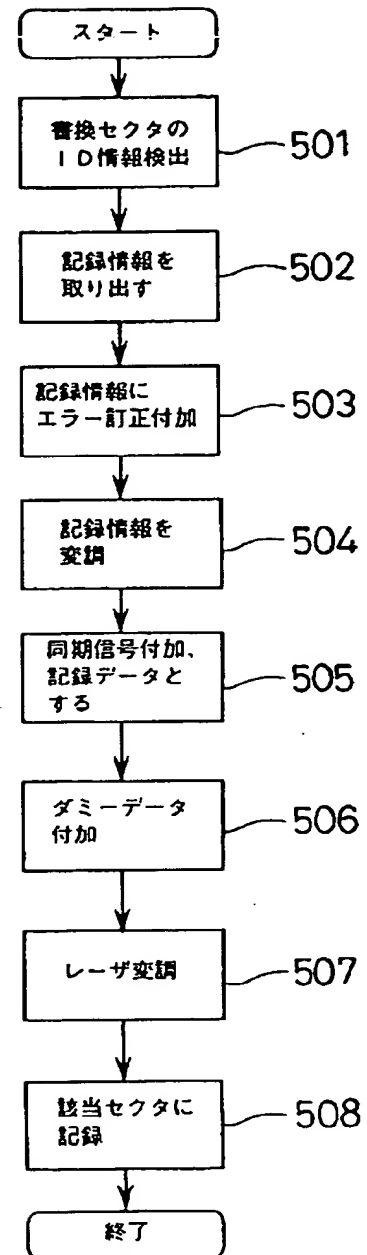 スタート
書換セクタの
ID情報検出
501
記録情報を
取り出す
502
記録情報に
エラー訂正付加
503
記録情報を
変調
504
同期信号付加、
記録データと
する
505
ダミーデータ
付加
506
レーザ変調
507
該当セクタに
記録
508
終了